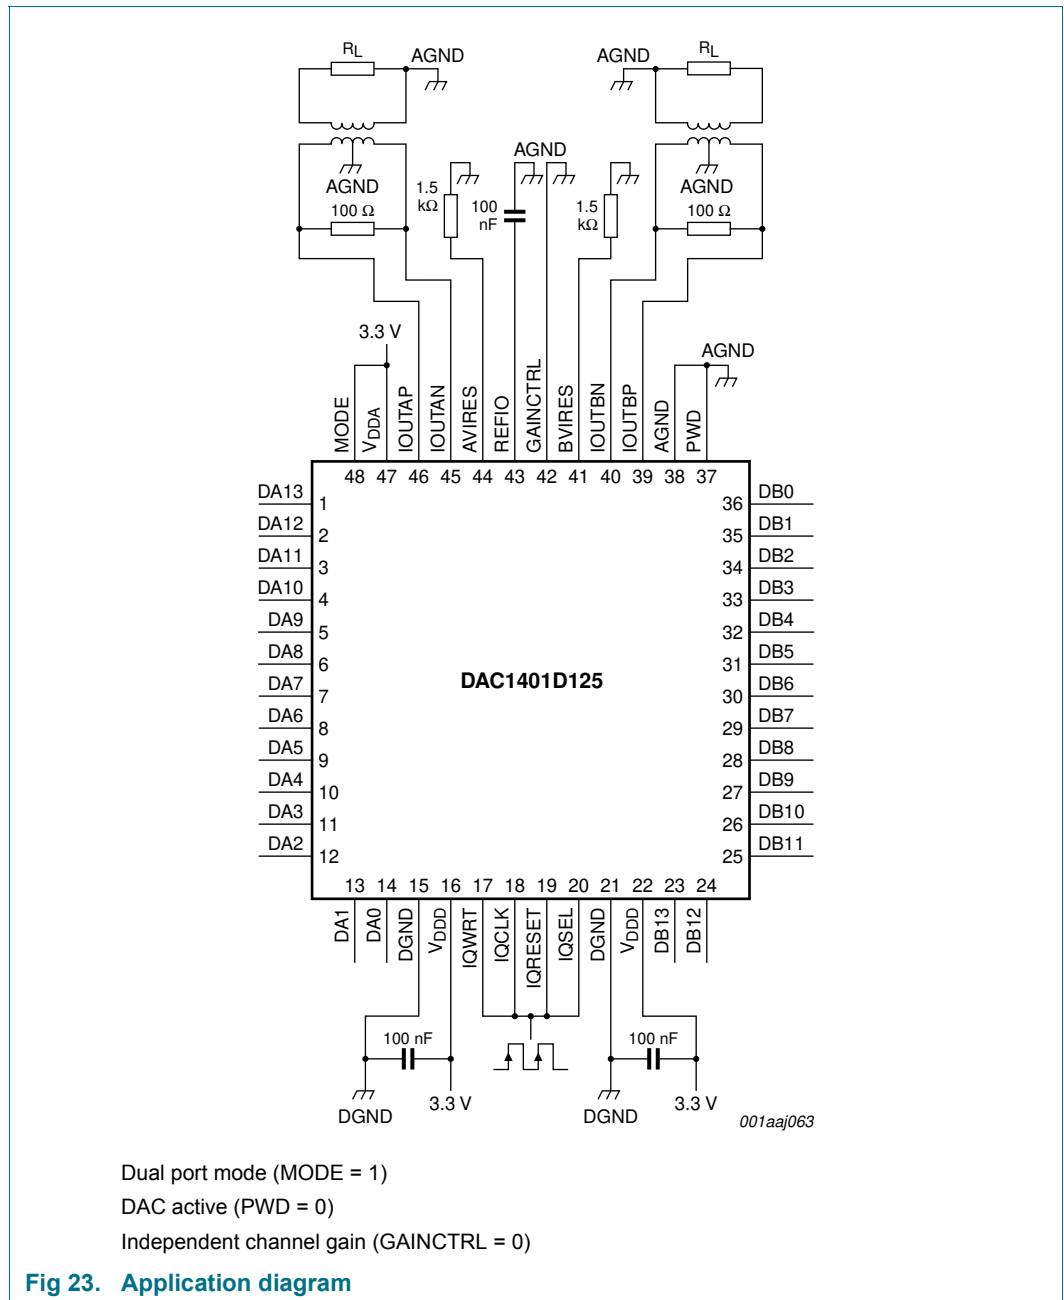 RL
AGND
AGND
RL
AGND
AGND
AGND
1.5
kΩ
100
nF
1.5
kΩ
100 Ω
100 Ω
3.3 V
AGND
MODE
VDDA
IOUTAP
IOUTAN
AVIRES
REFIO
GAINCTRL
BVIRES
IOUTBN
IOUTBP
AGND
PWD
48 47 46 45 44 43 42 41 40 39 38 37
DA13 1
DA12 2
DA11 3
DA10 4
DA9 5
DA8 6
DA7 7
DA6 8
DA5 9
DA4 10
DA3 11
DA2 12
DAC1401D125
36 DB0
35 DB1
34 DB2
33 DB3
32 DB4
31 DB5
30 DB6
29 DB7
28 DB8
27 DB9
26 DB10
25 DB11
13 14 15 16 17 18 19 20 21 22 23 24
DA1
DA0
DGND
VDDD
IQWRT
IQCLK
IQRESET
IQSEL
DGND
VDDD
DB13
DB12
100 nF
100 nF
DGND
3.3 V
DGND
3.3 V
001aaj063
Dual port mode (MODE = 1)
DAC active (PWD = 0)
Independent channel gain (GAINCTRL = 0)
Fig 23. Application diagram